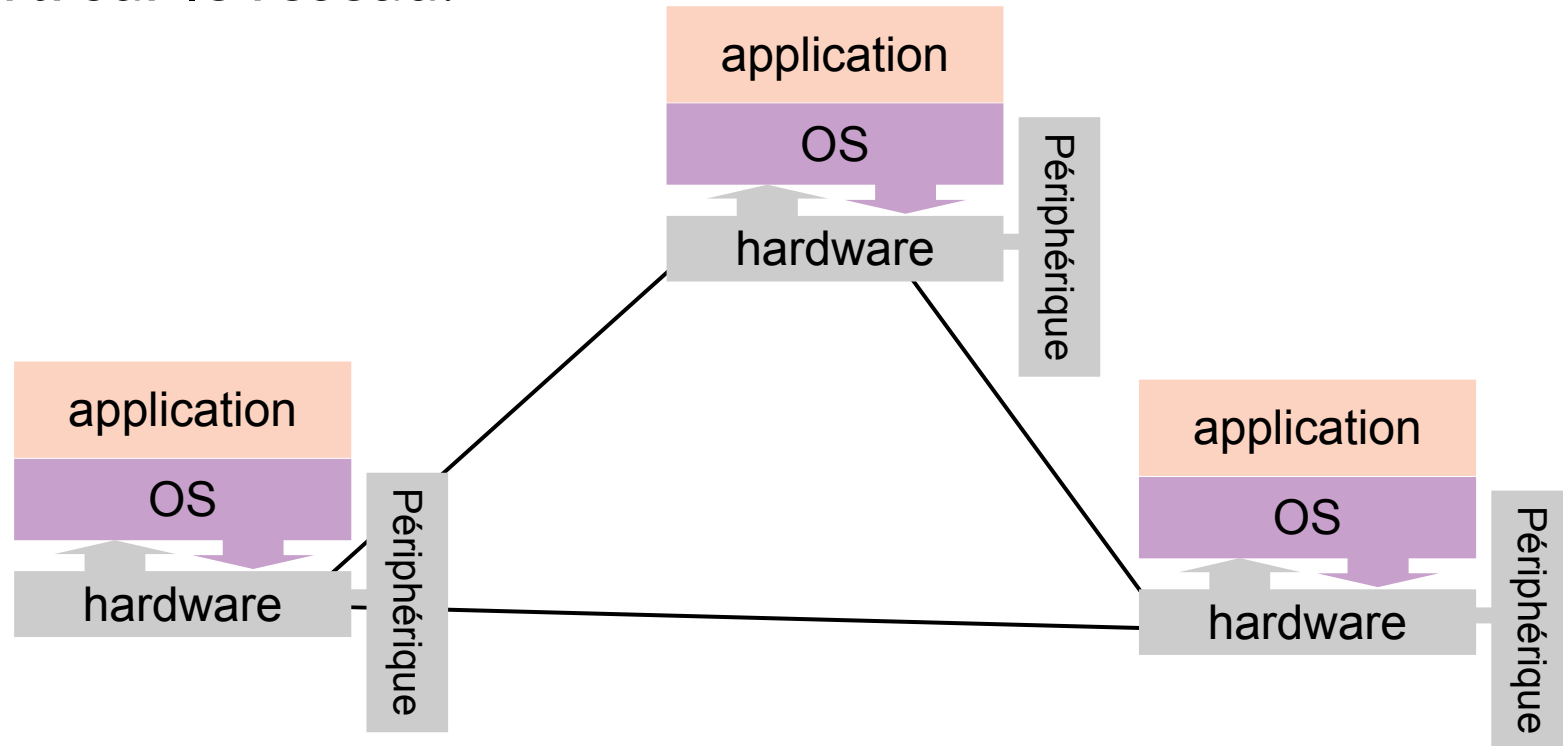 application
OS
Périphérique
hardware
application
OS
Périphérique
hardware
application
OS
Périphérique
hardware